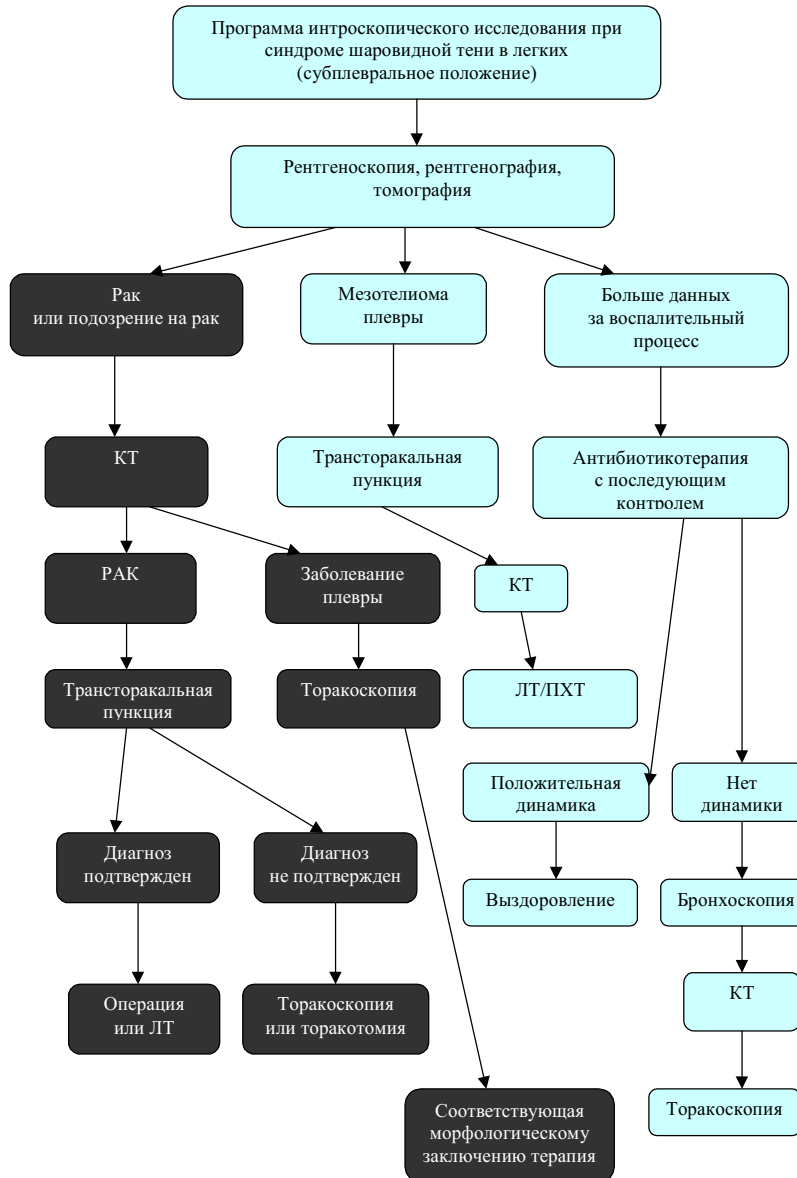 Программа интроскопического исследования при
синдроме шаровидной тени в легких
(субплевральное положение)
Рентгеноскопия, рентгенография,
томография
Рак
или подозрение на рак
Мезотелиома
плевры
Больше данных
за воспалительный
процесс
КТ
Трансторакальная
пункция
Антибиотикотерапия
с последующим
контролем
РАК
Заболевание
плевры
КТ
Трансторакальная
пункция
Торакоскопия
ЛТ/ПХТ
Положительная
динамика
Нет
динамики
Диагноз
подтвержден
Диагноз
не подтвержден
Выздоровление
Бронхоскопия
Операция
или ЛТ
Торакоскопия
или торакотомия
КТ
Соответствующая
морфологическому
заключению терапия
Торакоскопия